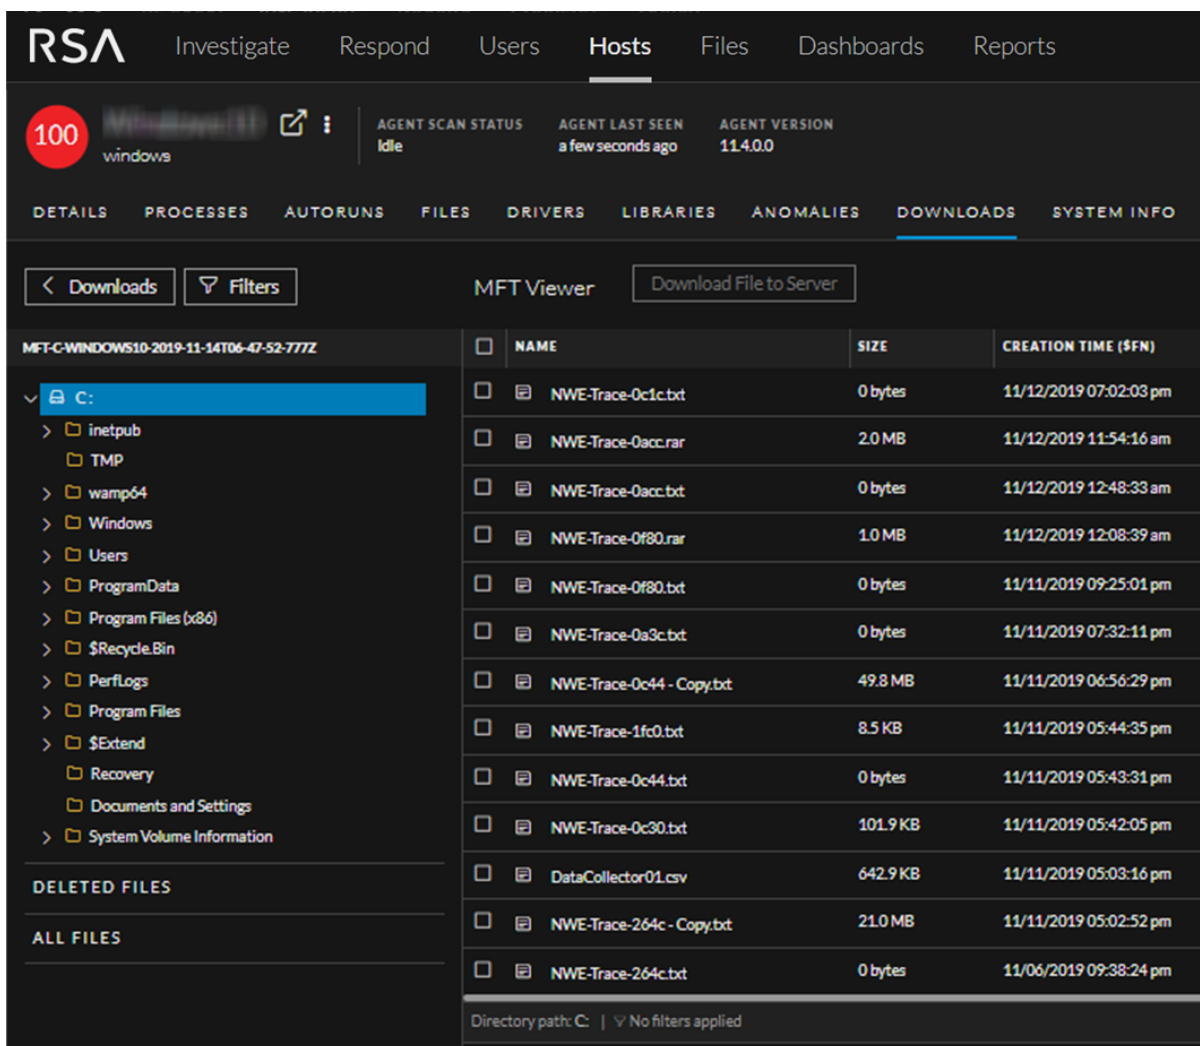 RSA Investigate Respond Users Hosts Files Dashboards Reports
100
windows
AGENT SCAN STATUS AGENT LAST SEEN AGENT VERSION
Idle a few seconds ago 11.4.0.0
DETAILS PROCESSES AUTORUNS FILES DRIVERS LIBRARIES ANOMALIES DOWNLOADS SYSTEM INFO
Downloads Filters MFT Viewer Download File to Server
MFT-C-WINDOWS10-2019-11-14T06-47-52-777Z
C:
inetpub
TMP
wamp64
Windows
Users
ProgramData
Program Files (x86)
$Recycle.Bin
PerfLogs
Program Files
$Extend
Recovery
Documents and Settings
System Volume Information
DELETED FILES
ALL FILES
NAME SIZE CREATION TIME ($FN)
NWE-Trace-0c1c.txt 0 bytes 11/12/2019 07:02:03 pm
NWE-Trace-0acc.rar 2.0 MB 11/12/2019 11:54:16 am
NWE-Trace-0acc.txt 0 bytes 11/12/2019 12:48:33 am
NWE-Trace-0f80.rar 1.0 MB 11/12/2019 12:08:39 am
NWE-Trace-0f80.txt 0 bytes 11/11/2019 09:25:01 pm
NWE-Trace-0a3c.txt 0 bytes 11/11/2019 07:32:11 pm
NWE-Trace-0c44 - Copy.txt 49.8 MB 11/11/2019 06:56:29 pm
NWE-Trace-1fc0.txt 8.5 KB 11/11/2019 05:44:35 pm
NWE-Trace-0c44.txt 0 bytes 11/11/2019 05:43:31 pm
NWE-Trace-0c30.txt 101.9 KB 11/11/2019 05:42:05 pm
DataCollector01.csv 642.9 KB 11/11/2019 05:03:16 pm
NWE-Trace-264c - Copy.txt 21.0 MB 11/11/2019 05:02:52 pm
NWE-Trace-264c.txt 0 bytes 11/06/2019 09:38:24 pm
Directory path: C: | No filters applied